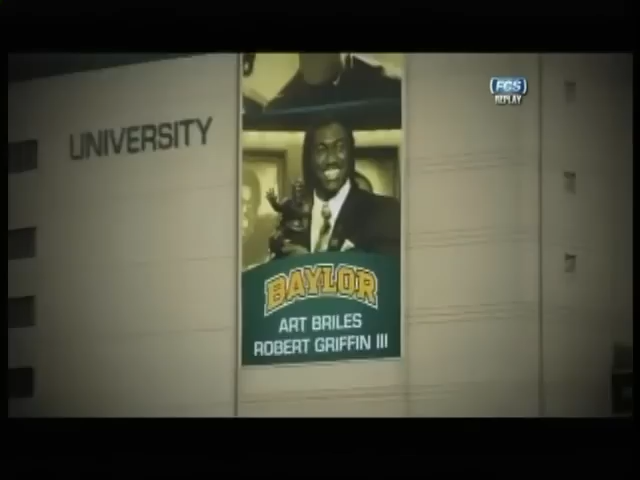 FCS
REPLAY
UNIVERSITY
BAYLOR
ART BRILES
ROBERT GRIFFIN III